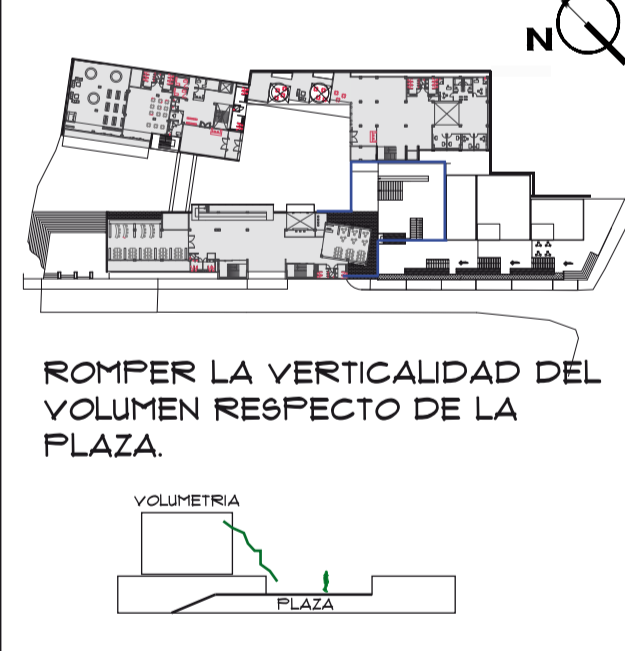 N
ROMPER LA VERTICALIDAD DEL
VOLUMEN RESPECTO DE LA
PLAZA.
VOLUMETRIA
PLAZA